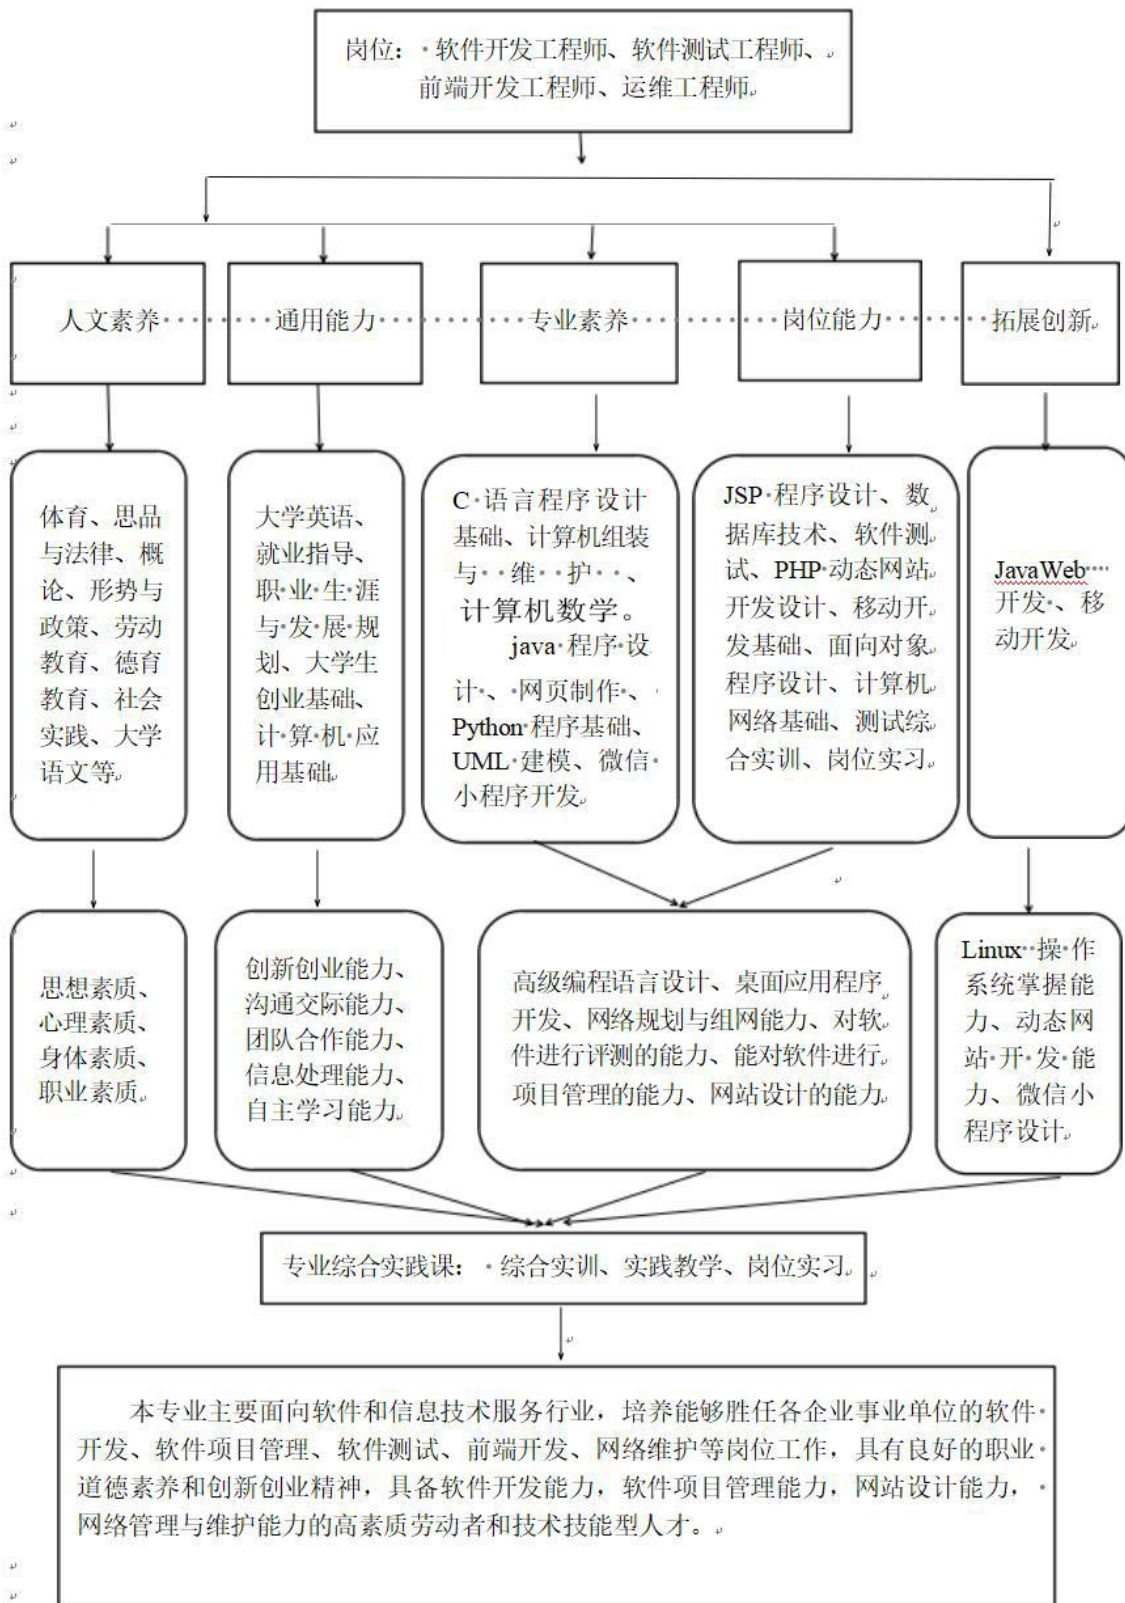 岗位： 软件开发工程师、软件测试工程师、
前端开发工程师、运维工程师
人文素养 通用能力 专业素养 岗位能力 拓展创新
体育、思品
与法律、概
论、形势与
政策、劳动
教育、德育
教育、社会
实践、大学
语文等
大学英语、
就业指导、
职业生涯
与发展规
划、大学生
创业基础、
计算机应
用基础
C 语言程序设计
基础、计算机组装
与 维 护 、
计算机数学。
java 程序设
计 、 网页制作 、
Python 程序基础、
UML 建模、微信
小程序开发
JSP 程序设计、数
据库技术、软件测
试、PHP 动态网站
开发设计、移动开
发基础、面向对象
程序设计、计算机
网络基础、测试综
合实训、岗位实习
JavaWeb
开发 、移
动开发
思想素质、
心理素质、
身体素质、
职业素质
创新创业能力、
沟通交际能力、
团队合作能力、
信息处理能力、
自主学习能力
高级编程语言设计、桌面应用程序
开发、网络规划与组网能力、对软
件进行评测的能力、能对软件进行
项目管理的能力、网站设计的能力
Linux 操作
系统掌握能
力、动态网
站开发能
力、微信小
程序设计
专业综合实践课： 综合实训、实践教学、岗位实习
本专业主要面向软件和信息技术服务行业，培养能够胜任各企业事业单位的软件
开发、软件项目管理、软件测试、前端开发、网络维护等岗位工作，具有良好的职业
道德素养和创新创业精神，具备软件开发能力，软件项目管理能力，网站设计能力，
网络管理与维护能力的高素质劳动者和技术技能型人才。